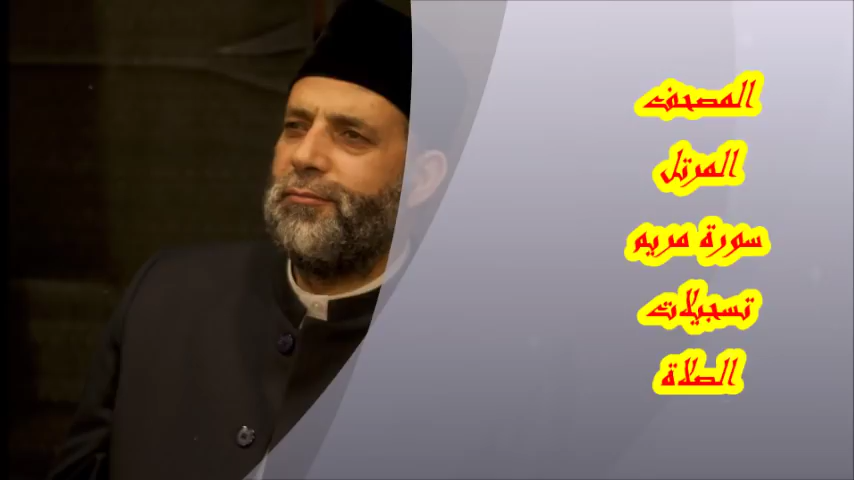 المصحف
المرتل
سورة مريم
تسجيلات
الصلاة